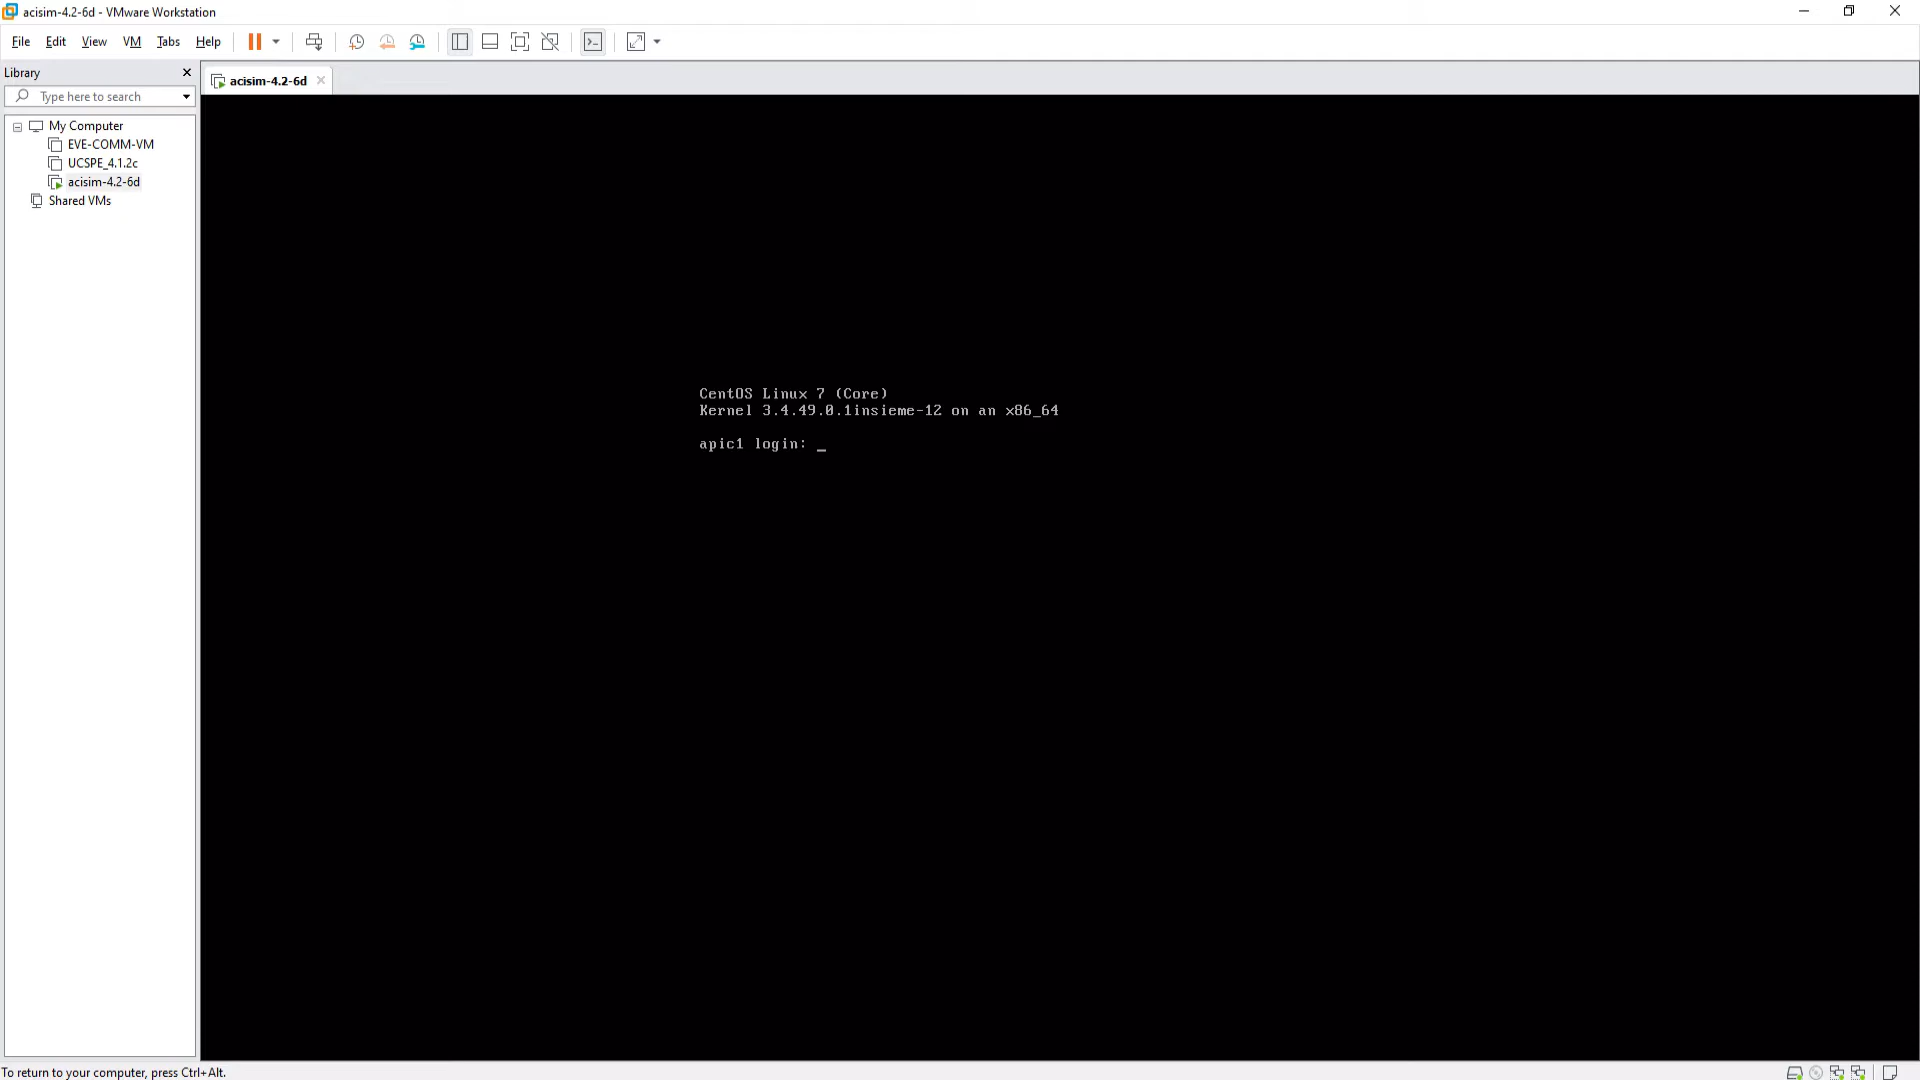 acisim-4.2-6d - VMware Workstation
File Edit View VM Tabs Help
Library
acisim-4.2-6d
Type here to search
My Computer
EVE-COMM-VM
UCSPE_4.1.2c
acisim-4.2-6d
Shared VMs
CentOS Linux 7 (Core)
Kernel 3.4.49.0.1insieme-12 on an x86_64
apic1 login: _
To return to your computer, press Ctrl+Alt.